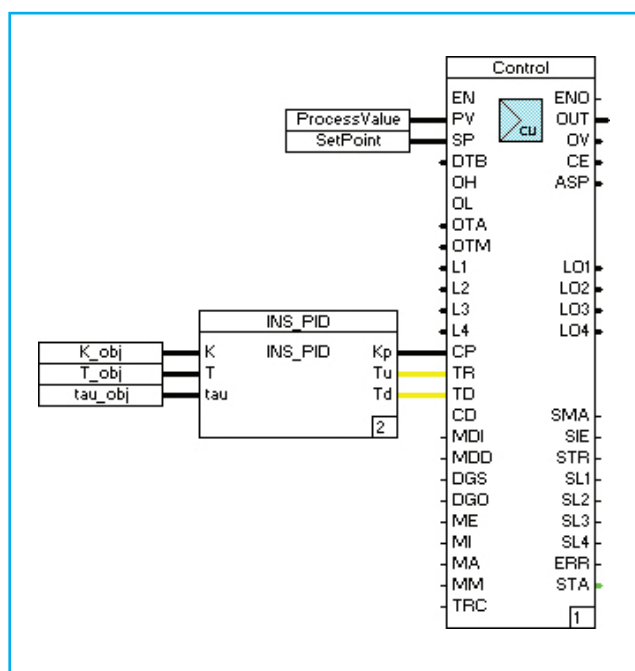 Control
EN ENO
ProcessValue PV OUT
SetPoint SP OV
DTB CE
OH ASP
OL
OTA
OTM
L1 LO1
L2 LO2
L3 LO3
INS_PID L4 LO4
K_obj K INS_PID Kp CP
T_obj T Tu TR
tau_obj tau Td TD
2 CD SMA
MDI SIE
MDD STR
DGS SL1
DGO SL2
ME SL3
MI SL4
MA ERR
MM STA
TRC 1
CU